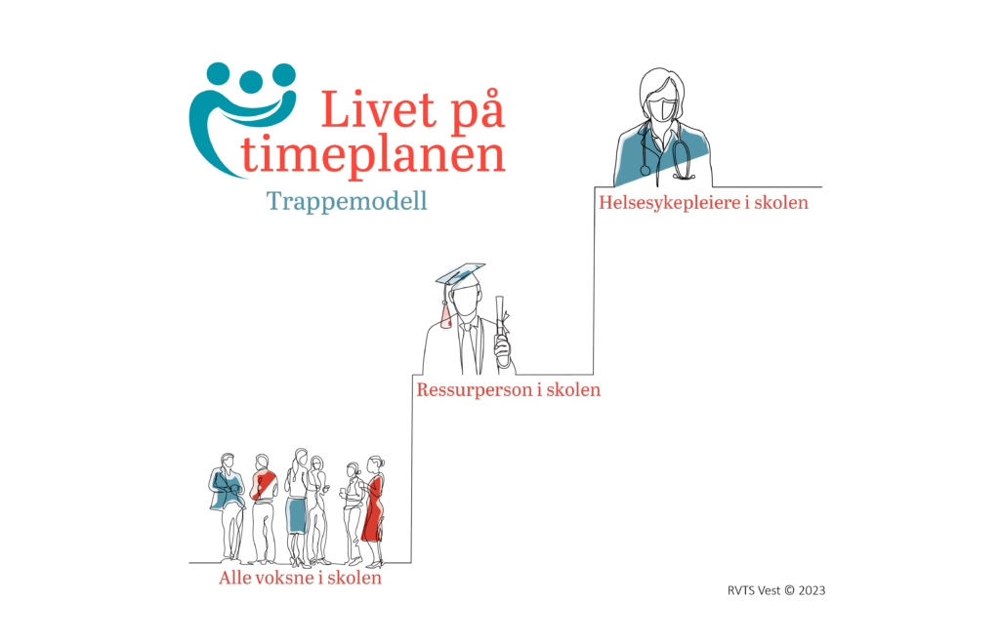 Livet på
timeplanen
Trappemodell
Helsesykepleiere i skolen
Ressurperson i skolen
Alle voksne i skolen
RVTS Vest © 2023